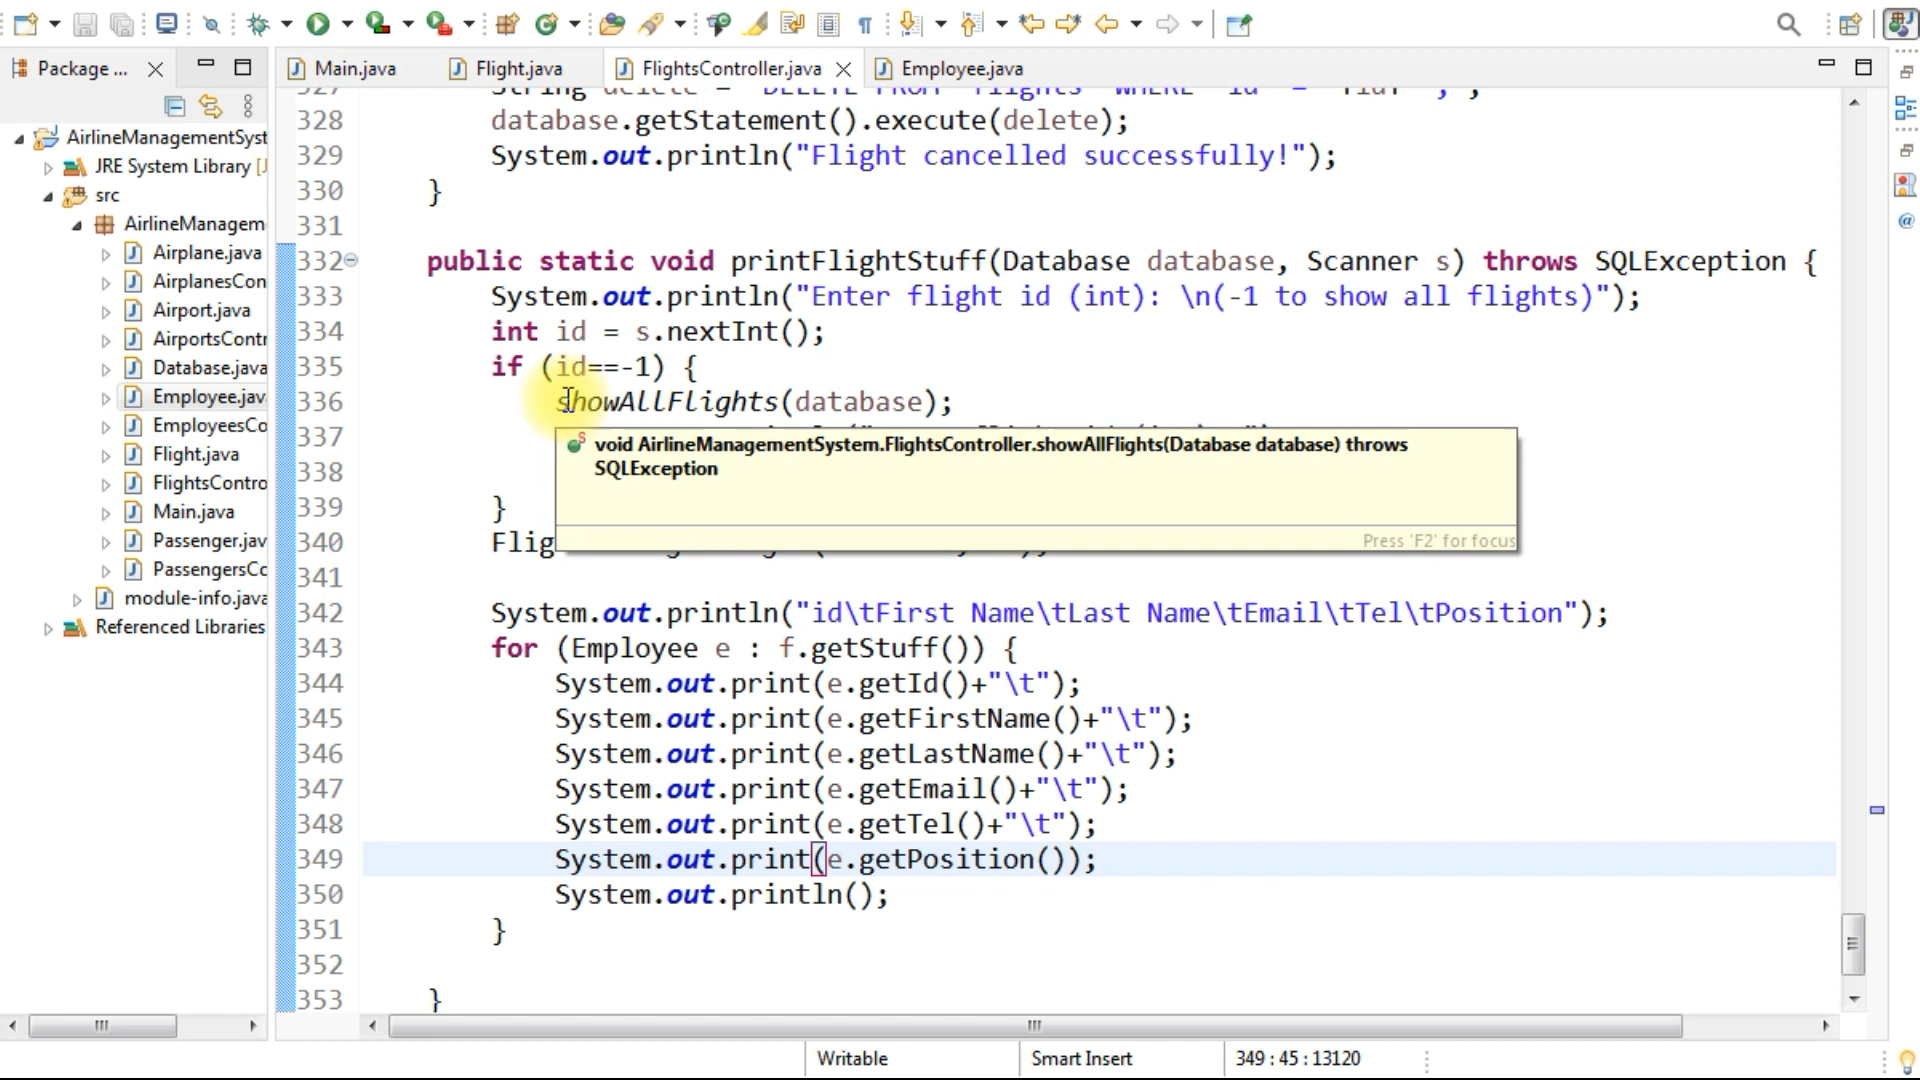 Package ...
Main.java
Flight.java
FlightsController.java
Employee.java
AirlineManagementSyst
JRE System Library [J
src
AirlineManagem
Airplane.java
AirplanesCon
Airport.java
AirportsContr
Database.java
Employee.jav
EmployeesCo
Flight.java
FlightsContro
Main.java
Passenger.jav
PassengersCo
module-info.java
Referenced Libraries
327 String delete = "DELETE FROM
328 database.getStatement().execute(delete);
329 System.out.println("Flight cancelled successfully!");
330 }
331
332 public static void printFlightStuff(Database database, Scanner s) throws SQLException {
333 System.out.println("Enter flight id (int): \n(-1 to show all flights)");
334 int id = s.nextInt();
335 if (id==-1) {
336 showAllFlights(database);
337
338
339 }
340 Flig
341
342 System.out.println("id\tFirst Name\tLast Name\tEmail\tTel\tPosition");
343 for (Employee e : f.getStuff()) {
344 System.out.print(e.getId()+"\t");
345 System.out.print(e.getFirstName()+"\t");
346 System.out.print(e.getLastName()+"\t");
347 System.out.print(e.getEmail()+"\t");
348 System.out.print(e.getTel()+"\t");
349 System.out.print(e.getPosition());
350 System.out.println();
351 }
352
353 }
void AirlineManagementSystem.FlightsController.showAllFlights(Database database) throws
SQLException
Press 'F2' for focus
Writable
Smart Insert
349 : 45 : 13120